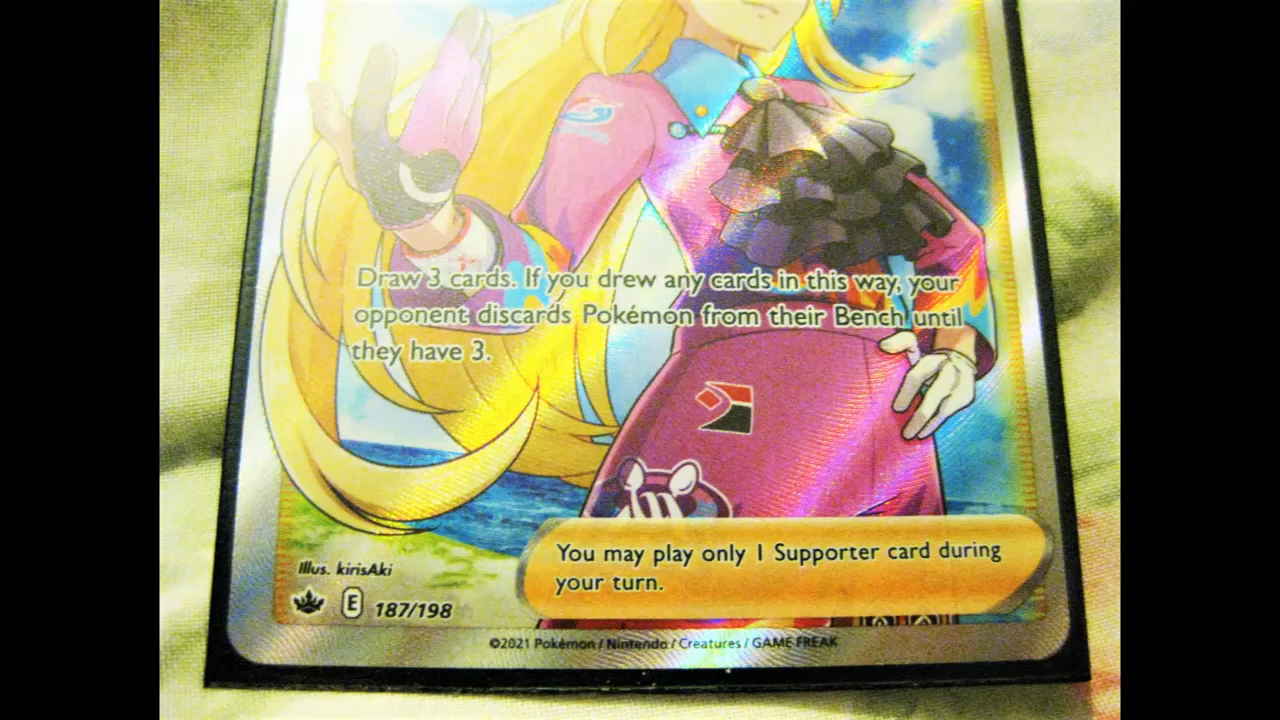 Draw 3 cards. If you drew any cards in this way, your
opponent discards Pokémon from their Bench until
they have 3.
You may play only 1 Supporter card during
your turn.
Illus. kirisAki
E 187/198
©2021 Pokémon / Nintendo / Creatures / GAME FREAK